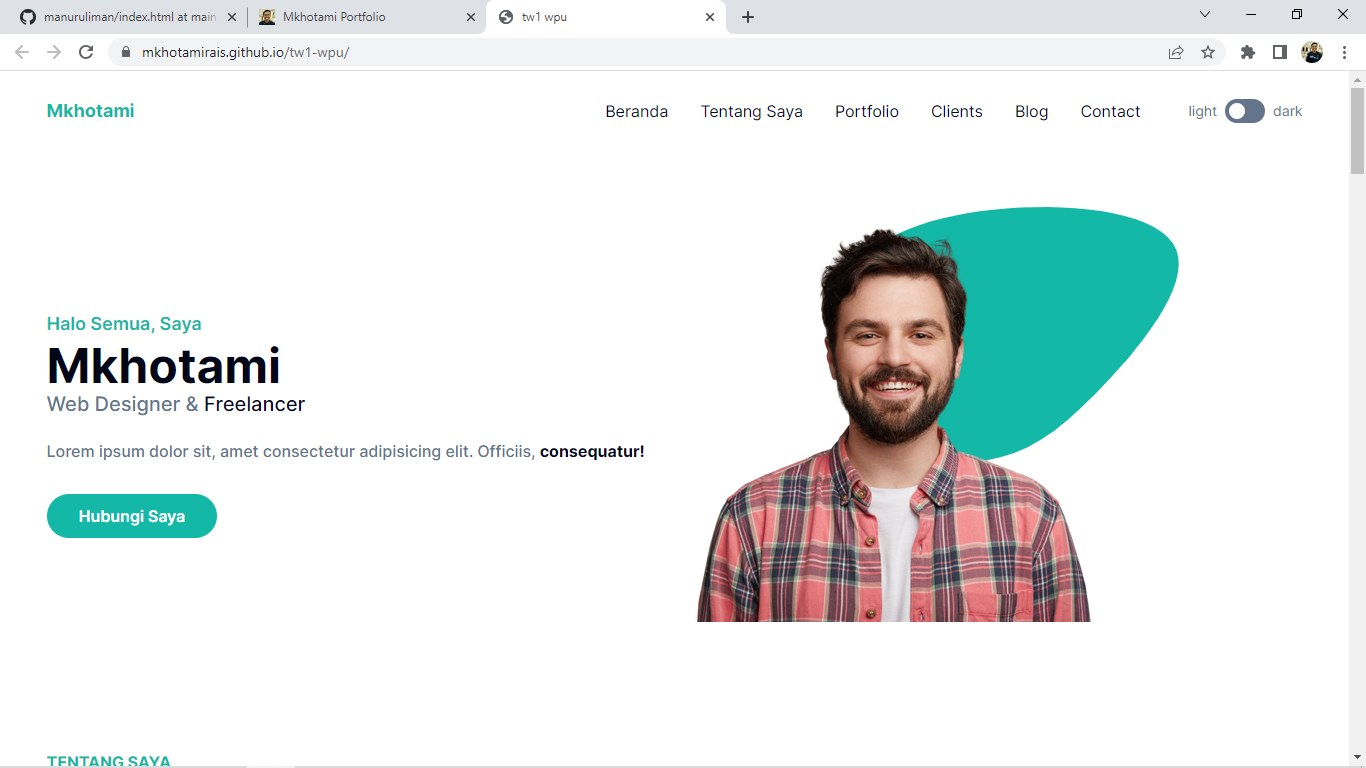 manuruliman/index.html at main
Mkhotami Portfolio
tw1 wpu
mkhotamirais.github.io/tw1-wpu/
Mkhotami
Beranda Tentang Saya Portfolio Clients Blog Contact light dark
Halo Semua, Saya
Mkhotami
Web Designer & Freelancer
Lorem ipsum dolor sit, amet consectetur adipisicing elit. Officiis, consequatur!
Hubungi Saya
TENTANG SAYA